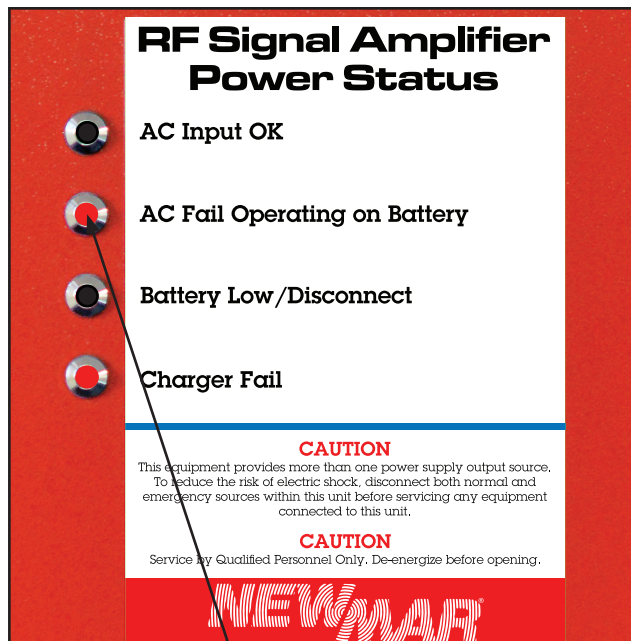 RF Signal Amplifier
Power Status
AC Input OK
AC Fail Operating on Battery
Battery Low/Disconnect
Charger Fail
CAUTION
This equipment provides more than one power supply output source.
To reduce the risk of electric shock, disconnect both normal and
emergency sources within this unit before servicing any equipment
connected to this unit.
CAUTION
Service by Qualified Personnel Only. De-energize before opening.
NEWMAR®